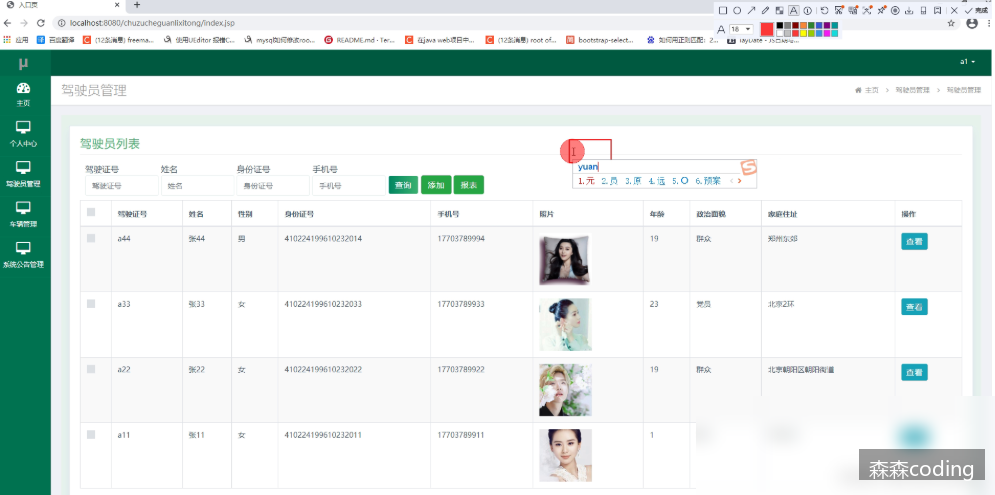 入口页
完成
localhost:8080/chuzucheguanlixitong/index.jsp
A 18
应用 百度翻译 (12条消息) freema... 使用UEditor 报错C... mysql如何修改roo... README.md · Ter... 在java web项目中... (12条消息) root of... bootstrap-select... 如何用正则匹配：2... layDate - JS日期...
μ
a1
主页
个人中心
驾驶员管理
车辆管理
系统公告管理
驾驶员管理
主页 > 驾驶员管理 > 驾驶员管理
驾驶员列表
yuan
1.元 2.员 3.原 4.远 5.〇 6.预案
驾驶证号 姓名 身份证号 手机号
驾驶证号 姓名 身份证号 手机号 查询 添加 报表
驾驶证号 姓名 性别 身份证号 手机号 照片 年龄 政治面貌 家庭住址 操作
a44 张44 男 410224199610232014 17703789994 19 群众 郑州东郊 查看
a33 张33 女 410224199610232033 17703789933 23 党员 北京2环 查看
a22 张22 女 410224199610232022 17703789922 19 群众 北京朝阳区朝阳街道 查看
a11 张11 女 410224199610232011 17703789911 1
森森coding